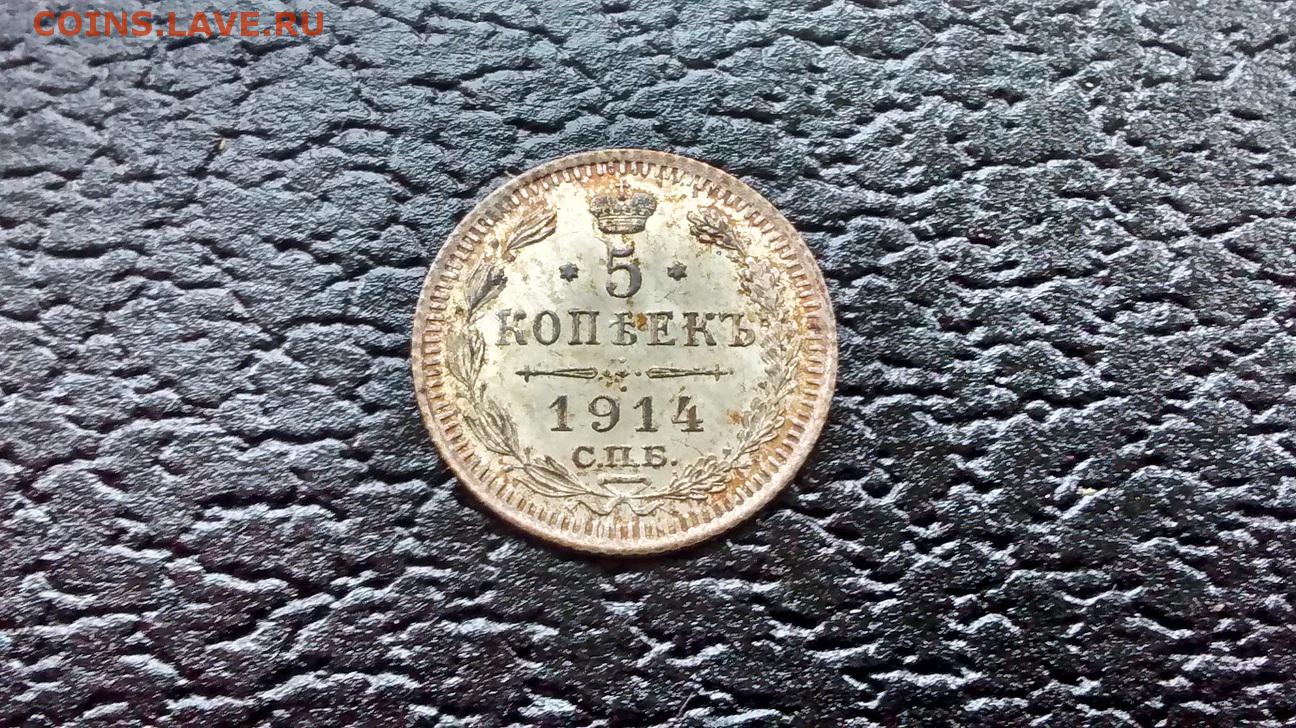 COINS.LAVE.RU
* 5 *
КОПѢЕКЪ
1914
С.П.Б.